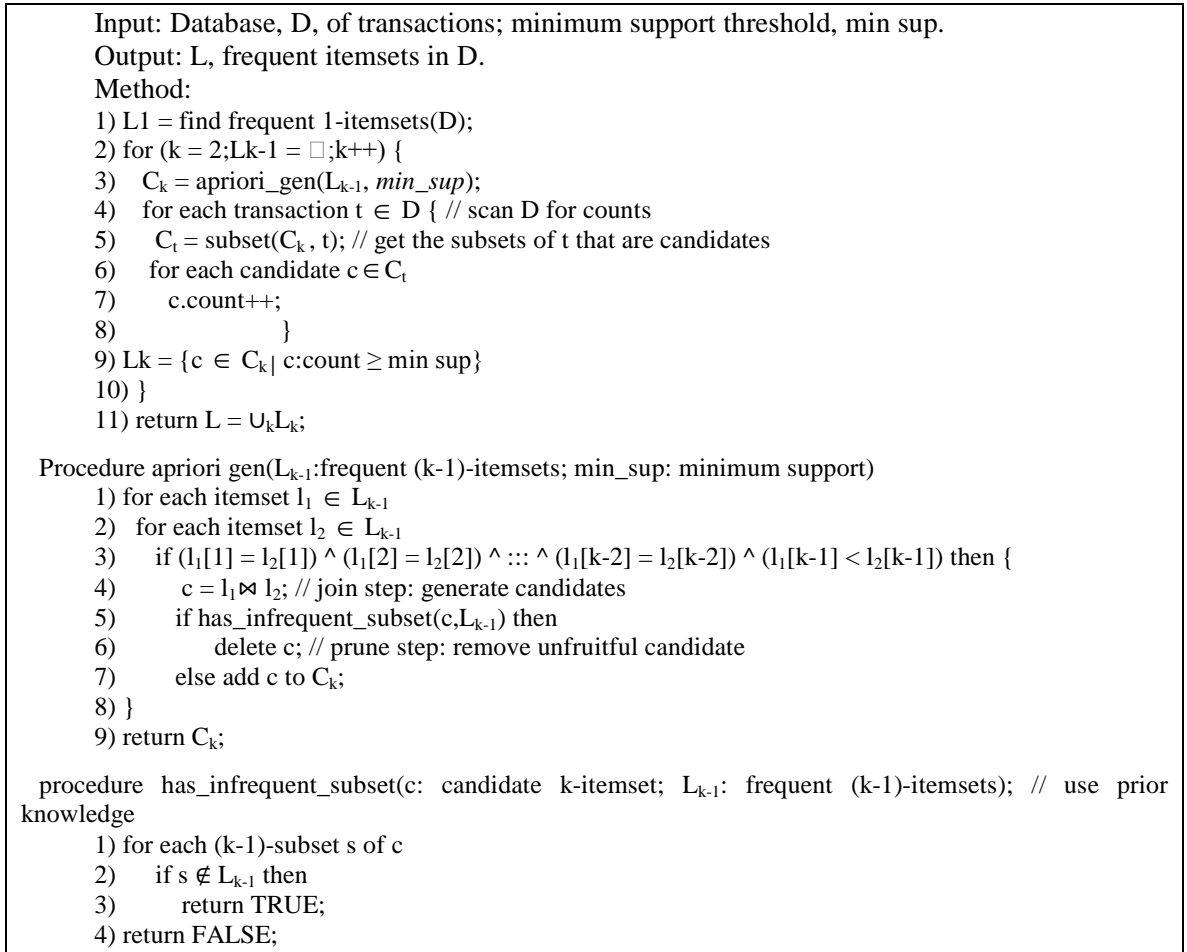 Input: Database, D, of transactions; minimum support threshold, min sup.
Output: L, frequent itemsets in D.
Method:
1) L1 = find frequent 1-itemsets(D);
2) for (k = 2;Lk-1 = □;k++) {
3) Cₖ = apriori_gen(Lₖ₋₁, min_sup);
4) for each transaction t ∈ D { // scan D for counts
5) Cₜ = subset(Cₖ , t); // get the subsets of t that are candidates
6) for each candidate c ∈ Cₜ
7) c.count++;
8) }
9) Lk = {c ∈ Cₖ | c:count ≥ min sup}
10) }
11) return L = ∪ₖLₖ;
Procedure apriori gen(Lₖ₋₁:frequent (k-1)-itemsets; min_sup: minimum support)
1) for each itemset l₁ ∈ Lₖ₋₁
2) for each itemset l₂ ∈ Lₖ₋₁
3) if (l₁[1] = l₂[1]) ^ (l₁[2] = l₂[2]) ^ ::: ^ (l₁[k-2] = l₂[k-2]) ^ (l₁[k-1] < l₂[k-1]) then {
4) c = l₁⋈ l₂; // join step: generate candidates
5) if has_infrequent_subset(c,Lₖ₋₁) then
6) delete c; // prune step: remove unfruitful candidate
7) else add c to Cₖ;
8) }
9) return Cₖ;
procedure has_infrequent_subset(c: candidate k-itemset; Lₖ₋₁: frequent (k-1)-itemsets); // use prior
knowledge
1) for each (k-1)-subset s of c
2) if s ∉ Lₖ₋₁ then
3) return TRUE;
4) return FALSE;